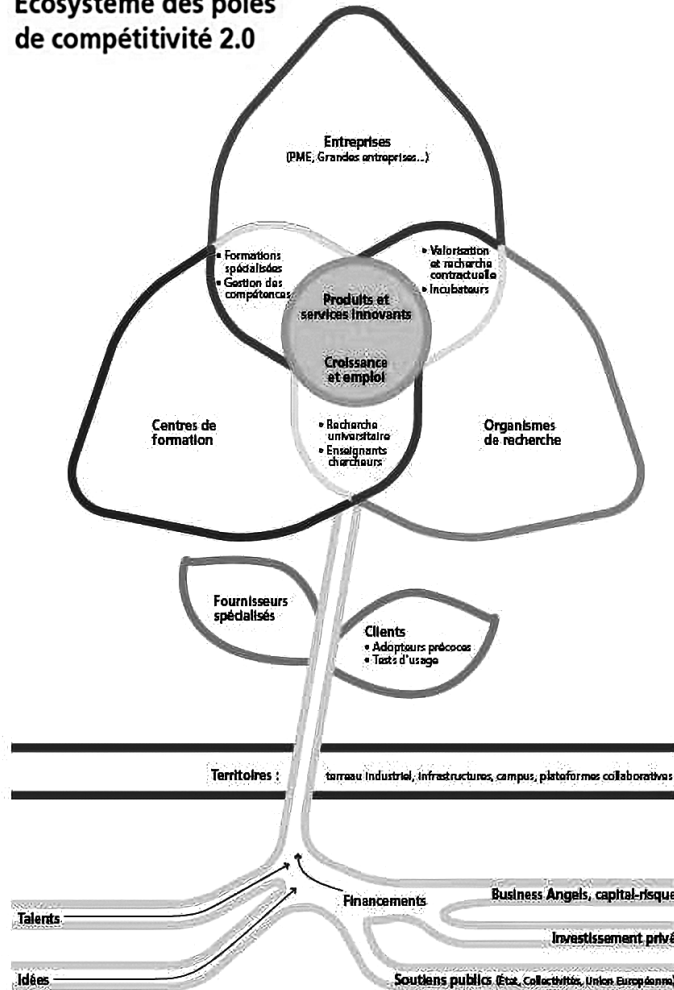 Ecosystème des pôles
de compétitivité 2.0
Entreprises
(PME, Grandes entreprises...)
• Formations
spécialisées
• Gestion des
compétences
• Valorisation
et recherche
contractuelle
• Incubateurs
Produits et
services innovants
Croissance
et emploi
Centres de
formation
• Recherche
universitaire
• Enseignants
chercheurs
Organismes
de recherche
Fournisseurs
spécialisés
Clients
• Adopteurs précoces
• Tests d'usage
Territoires : terreau industriel, infrastructures, campus, plateformes collaboratives
Talents
Financements
Business Angels, capital-risque
Investissement privé
Idées
Soutiens publics (État, Collectivités, Union Européenne)